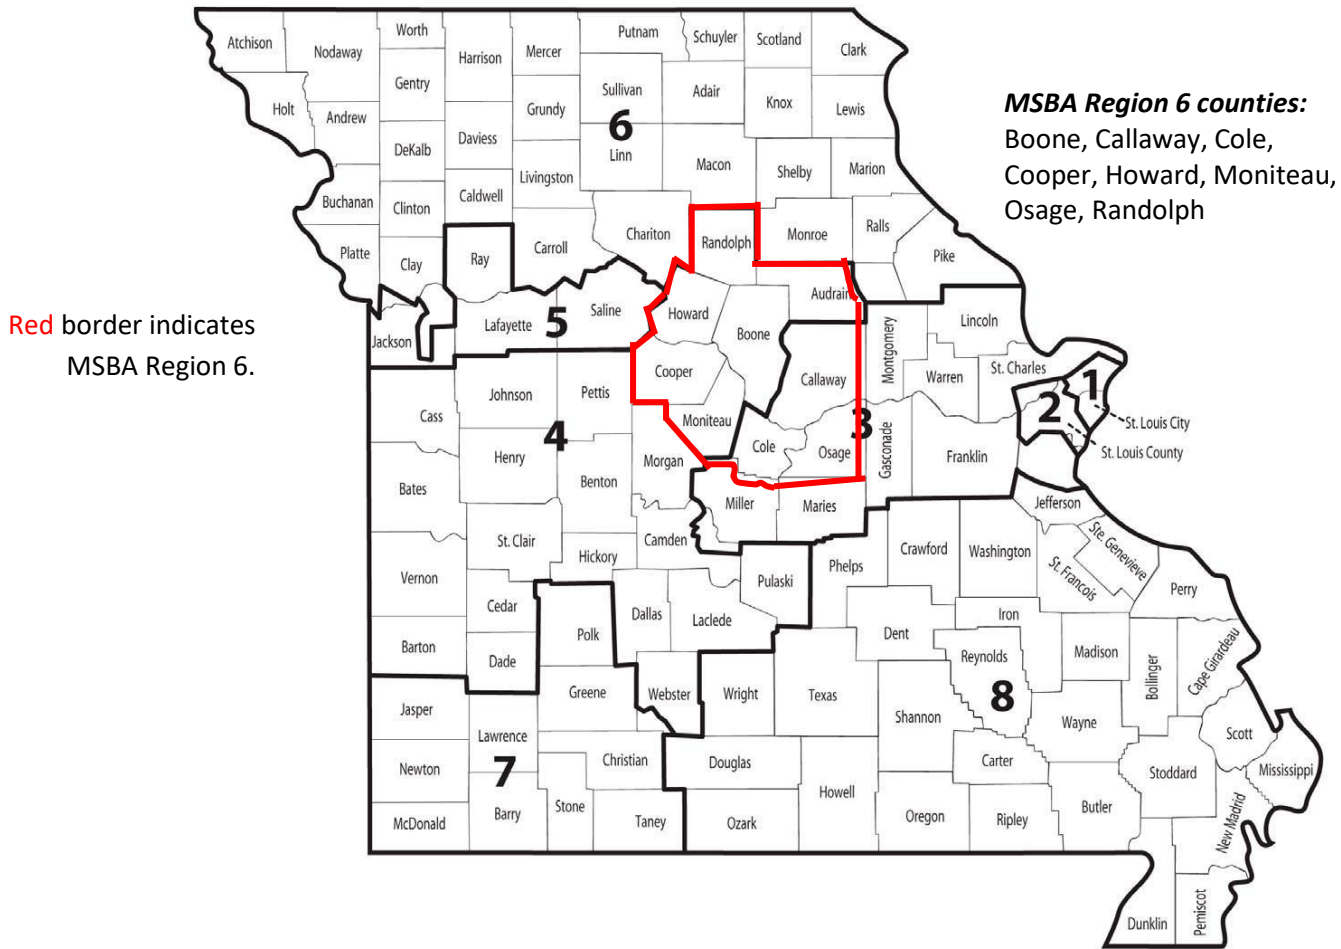 Atchison
Nodaway
Worth
Harrison
Mercer
Putnam
Schuyler
Scotland
Clark
Gentry
Sullivan
Adair
Knox
Lewis
Holt
Andrew
Grundy
6
DeKalb
Daviess
Linn
Macon
Shelby
Marion
Livingston
Buchanan
Clinton
Caldwell
Chariton
Randolph
Monroe
Ralls
Platte
Clay
Ray
Carroll
Pike
MSBA Region 6 counties:
Boone, Callaway, Cole,
Cooper, Howard, Moniteau,
Osage, Randolph
Red border indicates
MSBA Region 6.
Jackson
Lafayette
5
Saline
Howard
Boone
Audrain
Montgomery
Lincoln
Warren
St. Charles
1
2
St. Louis City
St. Louis County
Cass
Johnson
Pettis
Cooper
Callaway
4
Moniteau
Cole
Osage
3
Gasconade
Franklin
Bates
Henry
Benton
Morgan
Miller
Maries
Jefferson
St. Clair
Hickory
Camden
Pulaski
Phelps
Crawford
Washington
St. Francois
Ste. Genevieve
Perry
Vernon
Cedar
Dallas
Laclede
Dent
Iron
Madison
Bollinger
Cape Girardeau
Barton
Dade
Polk
Reynolds
8
Jasper
Greene
Webster
Wright
Texas
Shannon
Wayne
Scott
Lawrence
7
Christian
Douglas
Carter
Stoddard
Mississippi
Newton
Barry
Stone
Howell
Butler
New Madrid
McDonald
Taney
Ozark
Oregon
Ripley
Dunklin
Pemiscot